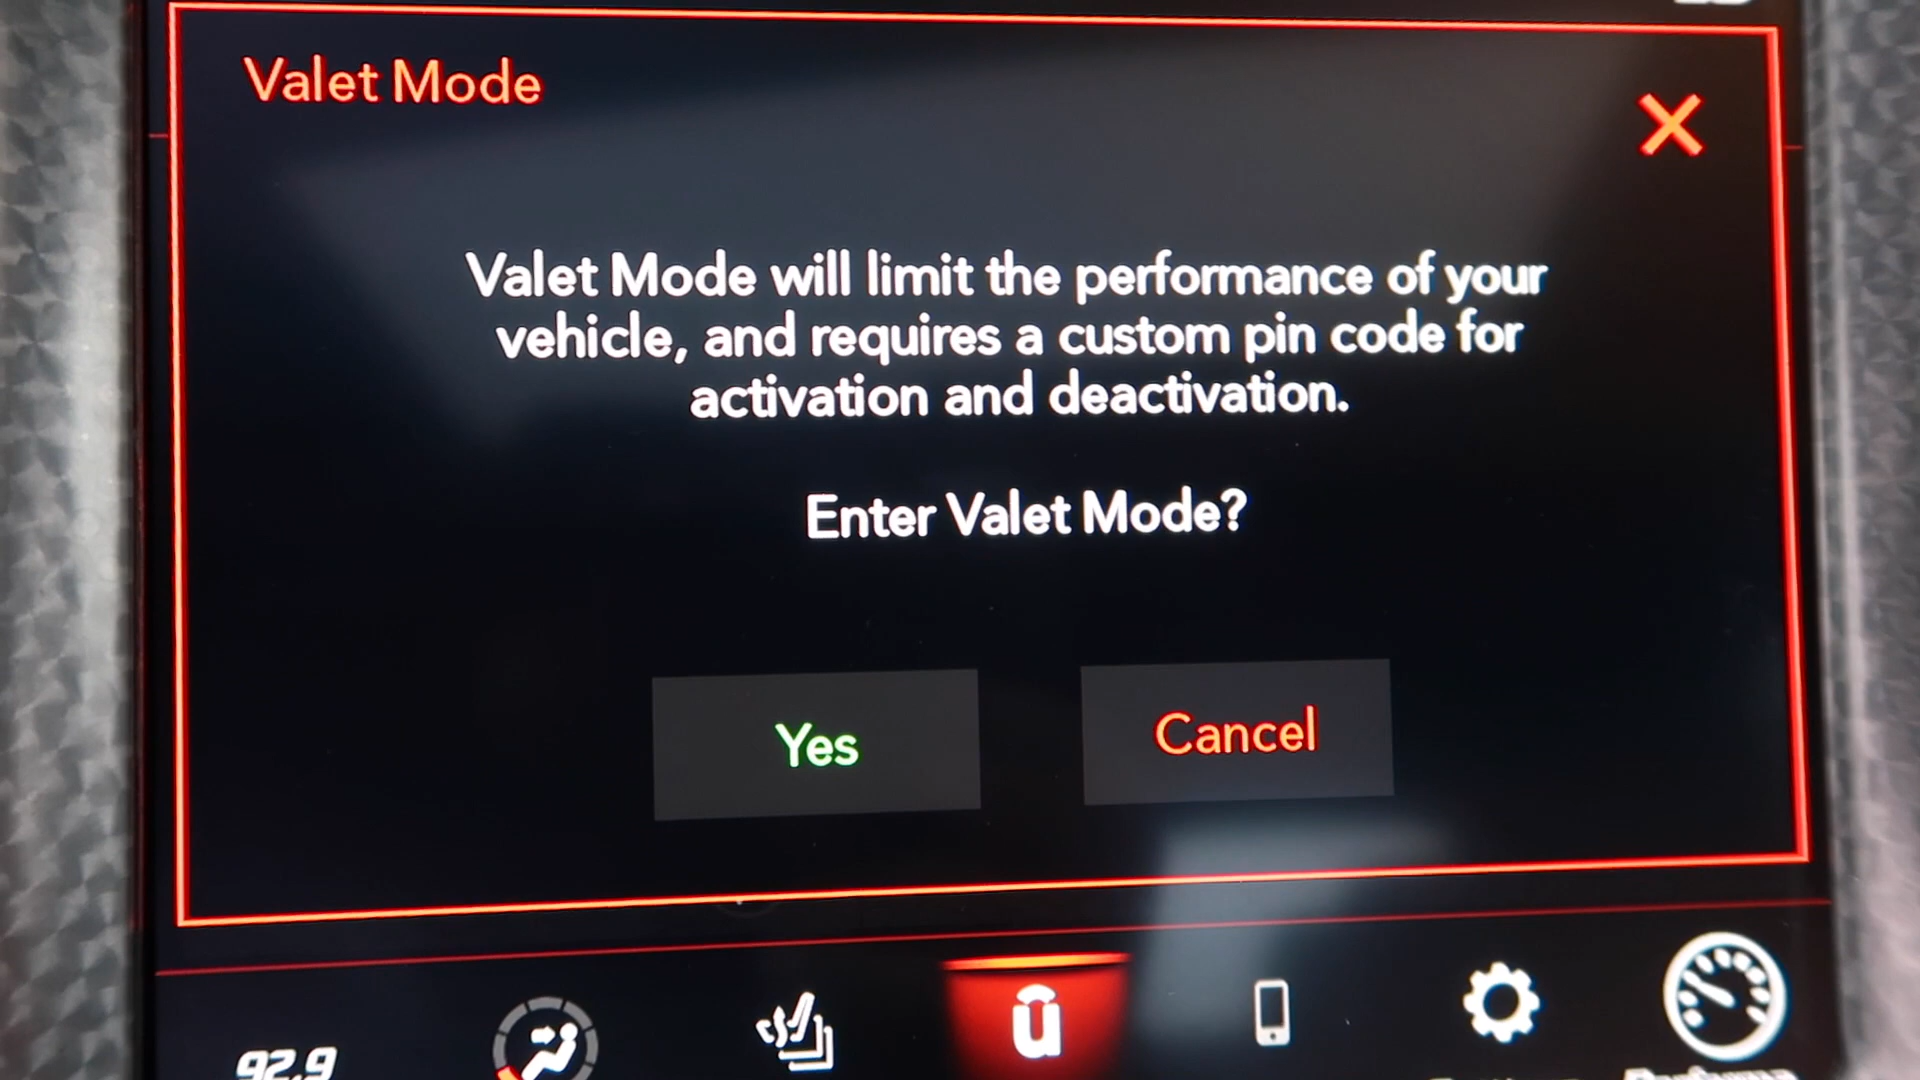 Valet Mode
Valet Mode will limit the performance of your
vehicle, and requires a custom pin code for
activation and deactivation.
Enter Valet Mode?
Yes
Cancel
92.9